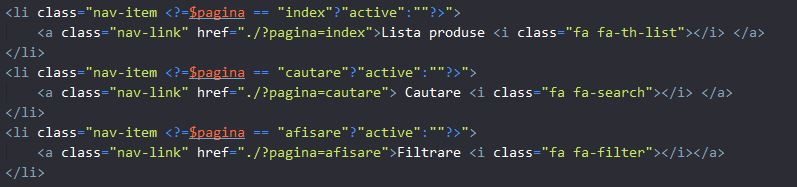 <li class="nav-item <?=$pagina == "index"?"active":""?>">
<a class="nav-link" href="./?pagina=index">Lista produse <i class="fa fa-th-list"></i> </a>
</li>
<li class="nav-item <?=$pagina == "cautare"?"active":""?>">
<a class="nav-link" href="./?pagina=cautare"> Cautare <i class="fa fa-search"></i> </a>
</li>
<li class="nav-item <?=$pagina == "afisare"?"active":""?>">
<a class="nav-link" href="./?pagina=afisare">Filtrare <i class="fa fa-filter"></i></a>
</li>